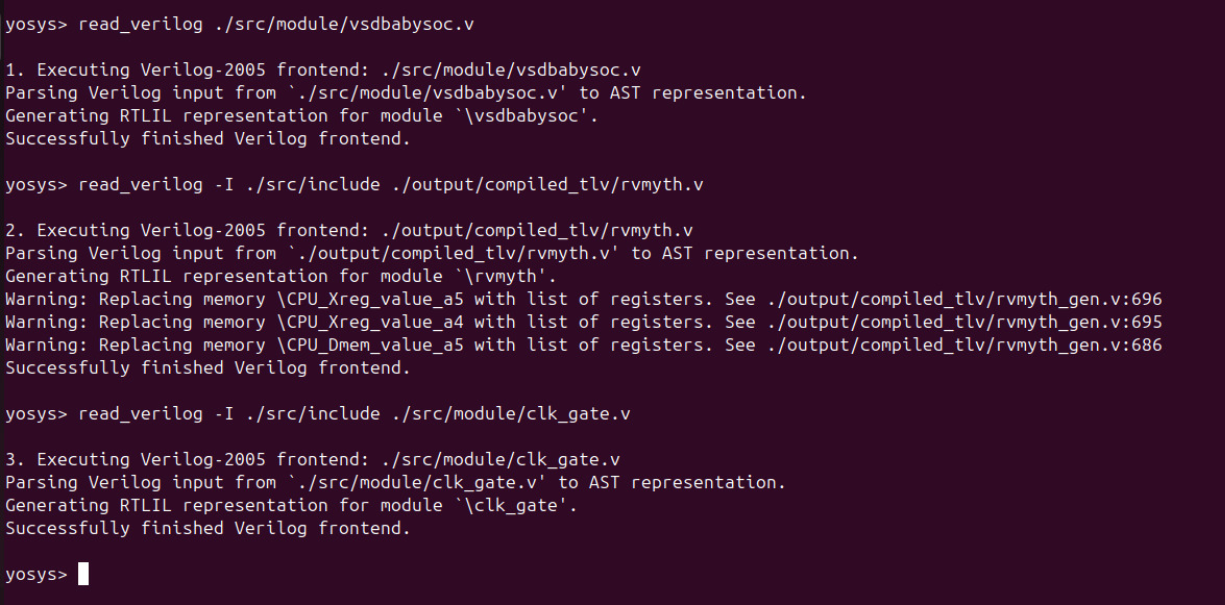 yosys> read_verilog ./src/module/vsdbabysoc.v
1. Executing Verilog-2005 frontend: ./src/module/vsdbabysoc.v
Parsing Verilog input from `./src/module/vsdbabysoc.v' to AST representation.
Generating RTLIL representation for module `\vsdbabysoc'.
Successfully finished Verilog frontend.
yosys> read_verilog -I ./src/include ./output/compiled_tlv/rvmyth.v
2. Executing Verilog-2005 frontend: ./output/compiled_tlv/rvmyth.v
Parsing Verilog input from `./output/compiled_tlv/rvmyth.v' to AST representation.
Generating RTLIL representation for module `\rvmyth'.
Warning: Replacing memory \CPU_Xreg_value_a5 with list of registers. See ./output/compiled_tlv/rvmyth_gen.v:696
Warning: Replacing memory \CPU_Xreg_value_a4 with list of registers. See ./output/compiled_tlv/rvmyth_gen.v:695
Warning: Replacing memory \CPU_Dmem_value_a5 with list of registers. See ./output/compiled_tlv/rvmyth_gen.v:686
Successfully finished Verilog frontend.
yosys> read_verilog -I ./src/include ./src/module/clk_gate.v
3. Executing Verilog-2005 frontend: ./src/module/clk_gate.v
Parsing Verilog input from `./src/module/clk_gate.v' to AST representation.
Generating RTLIL representation for module `\clk_gate'.
Successfully finished Verilog frontend.
yosys>